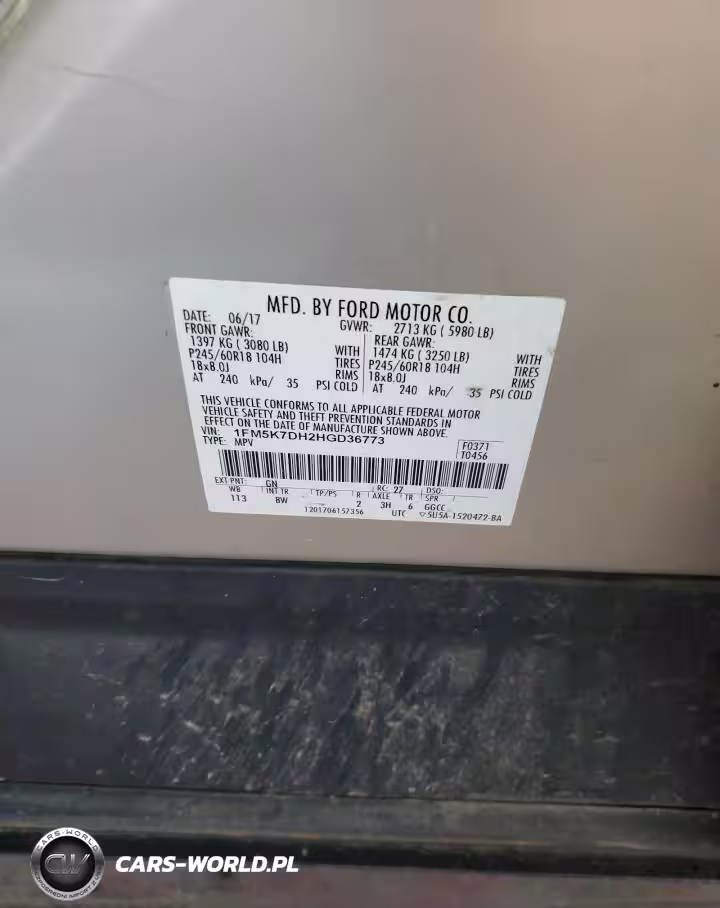 MFD. BY FORD MOTOR CO.
DATE: 06/17 GVWR: 2713 KG ( 5980 LB)
FRONT GAWR: REAR GAWR:
1397 KG ( 3080 LB) WITH 1474 KG ( 3250 LB) WITH
P245/60R18 104H TIRES P245/60R18 104H TIRES
18x8.0J RIMS 18x8.0J RIMS
AT 240 kPa/ 35 PSI COLD AT 240 kPa/ 35 PSI COLD
THIS VEHICLE CONFORMS TO ALL APPLICABLE FEDERAL MOTOR
VEHICLE SAFETY AND THEFT PREVENTION STANDARDS IN
EFFECT ON THE DATE OF MANUFACTURE SHOWN ABOVE.
VIN: 1FM5K7DH2HGD36773
TYPE: MPV
F0371
T0456
EXT PNT: GN RC: 27 DSO:
WB INT TR TP/PS R AXLE TR SPR
113 8W 2 3H 6 GGCC
1201706152356 UTC ▽5U5A-1520472-BA
CARS-WORLD
CW
CARS-WORLD.PL